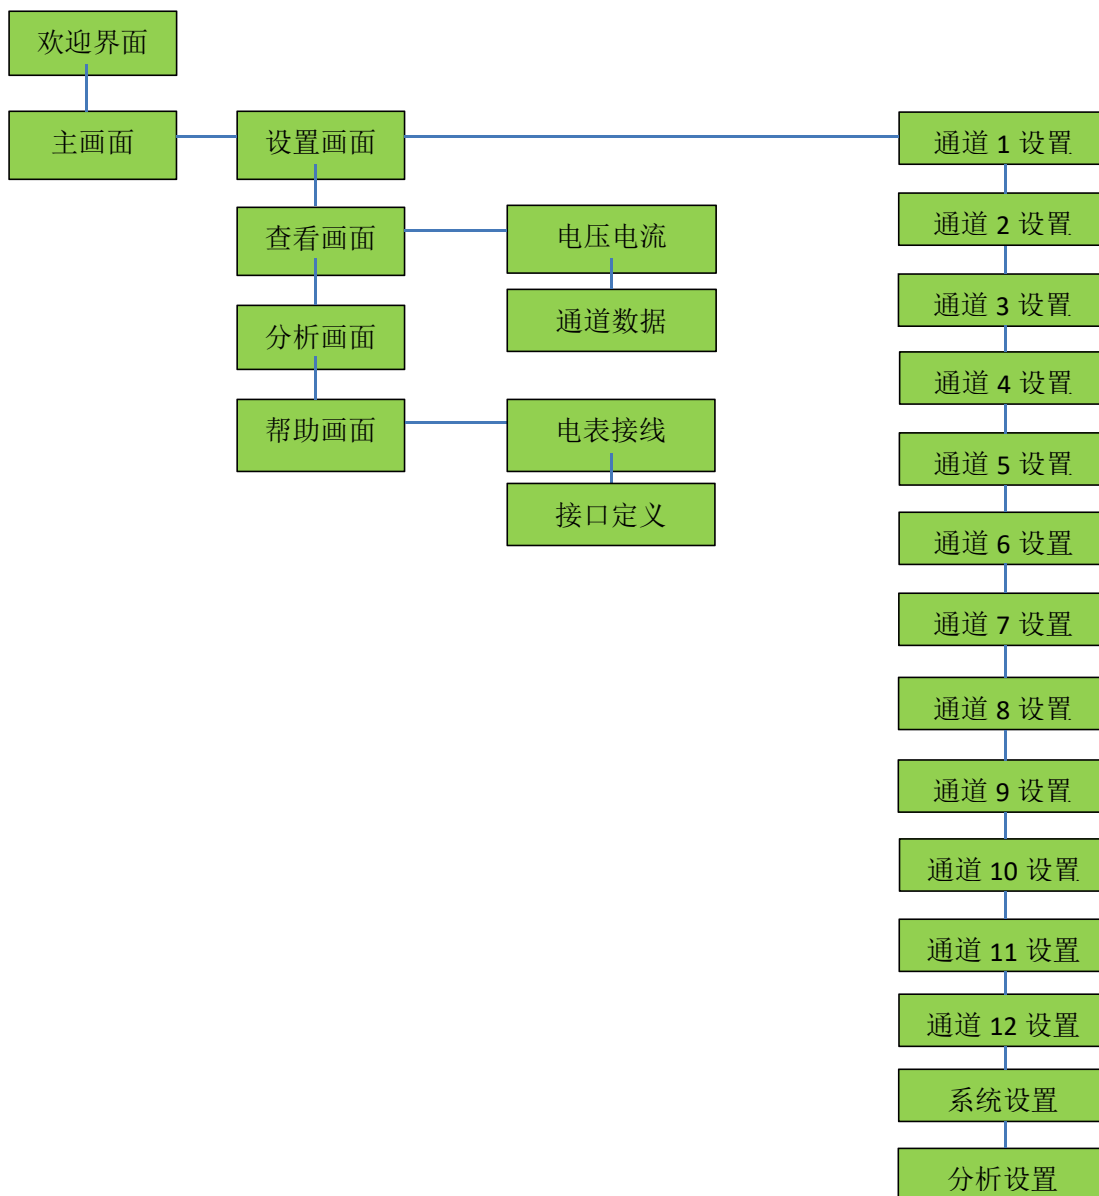 欢迎界面
主画面
设置画面
查看画面
分析画面
帮助画面
电压电流
通道数据
电表接线
接口定义
通道 1 设置
通道 2 设置
通道 3 设置
通道 4 设置
通道 5 设置
通道 6 设置
通道 7 设置
通道 8 设置
通道 9 设置
通道 10 设置
通道 11 设置
通道 12 设置
系统设置
分析设置